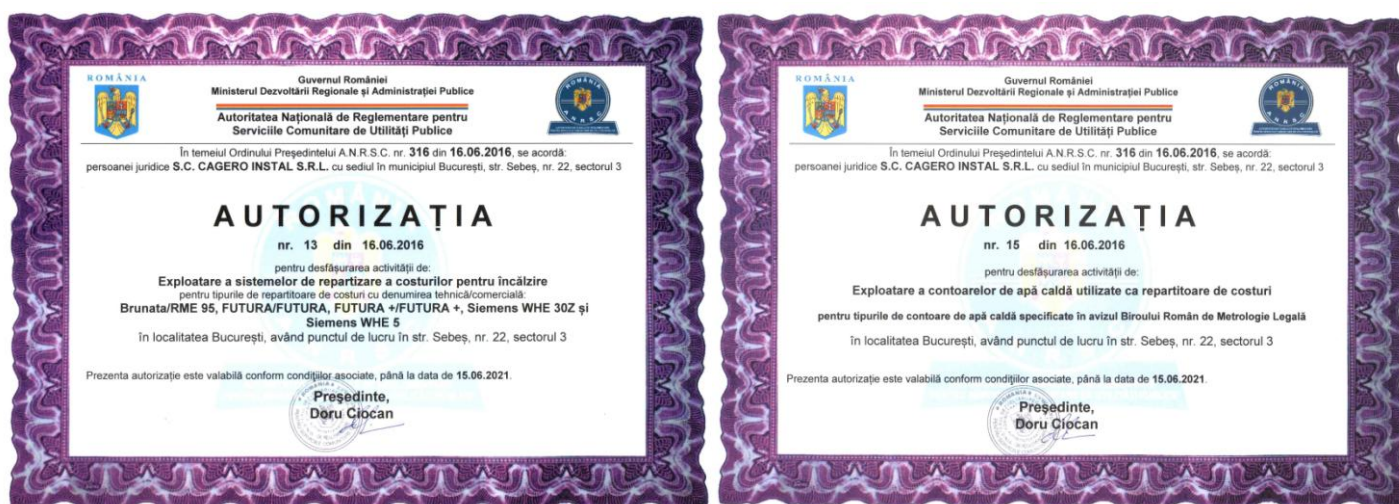 ROMÂNIA
Guvernul României
Ministerul Dezvoltării Regionale și Administrației Publice
Autoritatea Națională de Reglementare pentru
Serviciile Comunitare de Utilități Publice
ROMÂNIA
A.N.R.S.C.
În temeiul Ordinului Președintelui A.N.R.S.C. nr. 316 din 16.06.2016, se acordă:
persoanei juridice S.C. CAGERO INSTAL S.R.L. cu sediul în municipiul București, str. Sebeș, nr. 22, sectorul 3
AUTORIZAȚIA
nr. 13 din 16.06.2016
pentru desfășurarea activității de:
Exploatare a sistemelor de repartizare a costurilor pentru încălzire
pentru tipurile de repartitoare de costuri cu denumirea tehnică/comercială:
Brunata/RME 95, FUTURA/FUTURA, FUTURA +/FUTURA +, Siemens WHE 30Z și
Siemens WHE 5
în localitatea București, având punctul de lucru în str. Sebeș, nr. 22, sectorul 3
Prezenta autorizație este valabilă conform condițiilor asociate, până la data de 15.06.2021.
Președinte,
Doru Ciocan
ROMÂNIA
Guvernul României
Ministerul Dezvoltării Regionale și Administrației Publice
Autoritatea Națională de Reglementare pentru
Serviciile Comunitare de Utilități Publice
ROMÂNIA
A.N.R.S.C.
În temeiul Ordinului Președintelui A.N.R.S.C. nr. 316 din 16.06.2016, se acordă:
persoanei juridice S.C. CAGERO INSTAL S.R.L. cu sediul în municipiul București, str. Sebeș, nr. 22, sectorul 3
AUTORIZAȚIA
nr. 15 din 16.06.2016
pentru desfășurarea activității de:
Exploatare a contoarelor de apă caldă utilizate ca repartitoare de costuri
pentru tipurile de contoare de apă caldă specificate în avizul Biroului Român de Metrologie Legală
în localitatea București, având punctul de lucru în str. Sebeș, nr. 22, sectorul 3
Prezenta autorizație este valabilă conform condițiilor asociate, până la data de 15.06.2021.
Președinte,
Doru Ciocan